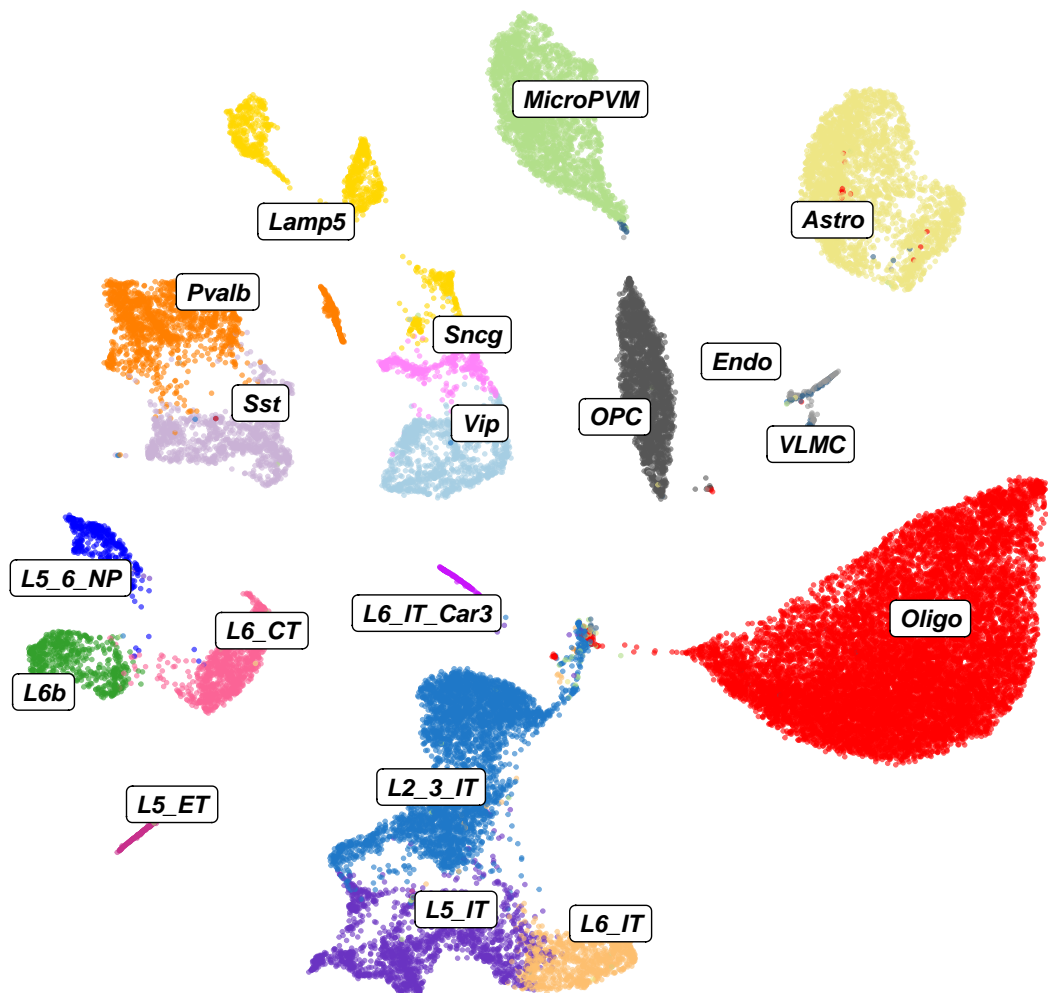 MicroPVM
Lamp5
Astro
Pvalb
Sncg
Endo
Sst
OPC
Vip
VLMC
L5_6_NP
L6_IT_Car3
L6_CT
Oligo
L6b
L2_3_IT
L5_ET
L5_IT
L6_IT